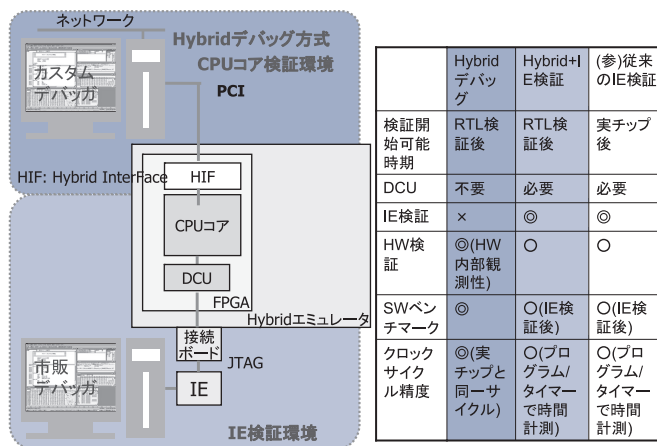 ネットワーク
Hybridデバッグ方式
CPUコア検証環境
カスタム
デバッガ
PCI
HIF: Hybrid InterFace
HIF
CPUコア
DCU
FPGA
Hybridエミュレータ
接続
ボード
JTAG
IE
市販
デバッガ
IE検証環境
Hybrid
デバッ
グ
Hybrid+I
E検証
(参)従来
のIE検証
検証開
始可能
時期
RTL検
証後
RTL検
証後
実チップ
後
DCU
不要
必要
必要
IE検証
×
◎
◎
HW検
証
◎(HW
内部観
測性)
○
○
SWベン
チマーク
◎
○(IE検
証後)
○(IE検
証後)
クロック
サイク
ル精度
◎(実
チップと
同一サ
イクル)
○(プロ
グラム/
タイマー
で時間
計測)
○(プロ
グラム/
タイマー
で時間
計測)